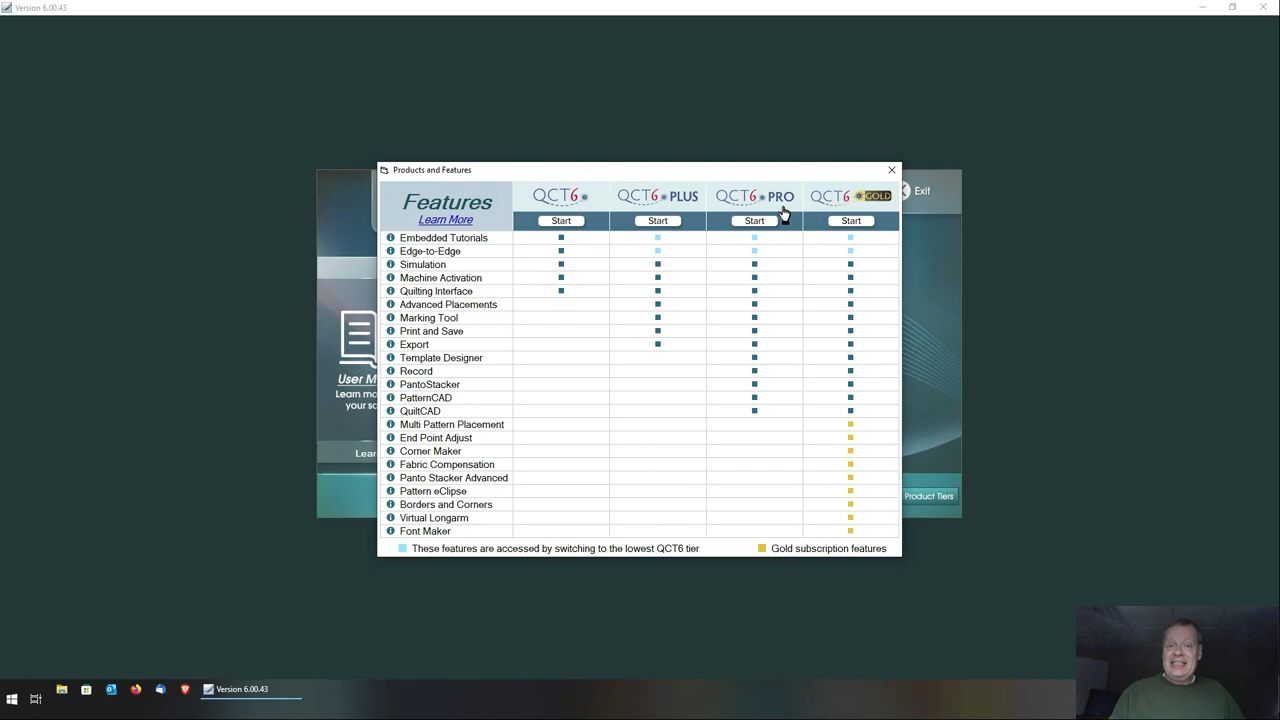 Version 6.00.43
Products and Features
Exit
Features
Learn More
QCT6
QCT6 PLUS
QCT6 PRO
QCT6 GOLD
Start
Start
Start
Start
Embedded Tutorials
Edge-to-Edge
Simulation
Machine Activation
Quilting Interface
Advanced Placements
Marking Tool
Print and Save
Export
Template Designer
Record
PantoStacker
PatternCAD
QuiltCAD
Multi Pattern Placement
End Point Adjust
Corner Maker
Fabric Compensation
Panto Stacker Advanced
Pattern eClipse
Borders and Corners
Virtual Longarm
Font Maker
These features are accessed by switching to the lowest QCT6 tier
Gold subscription features
User M
Learn mo
your so
Lear
Product Tiers
Version 6.00.43